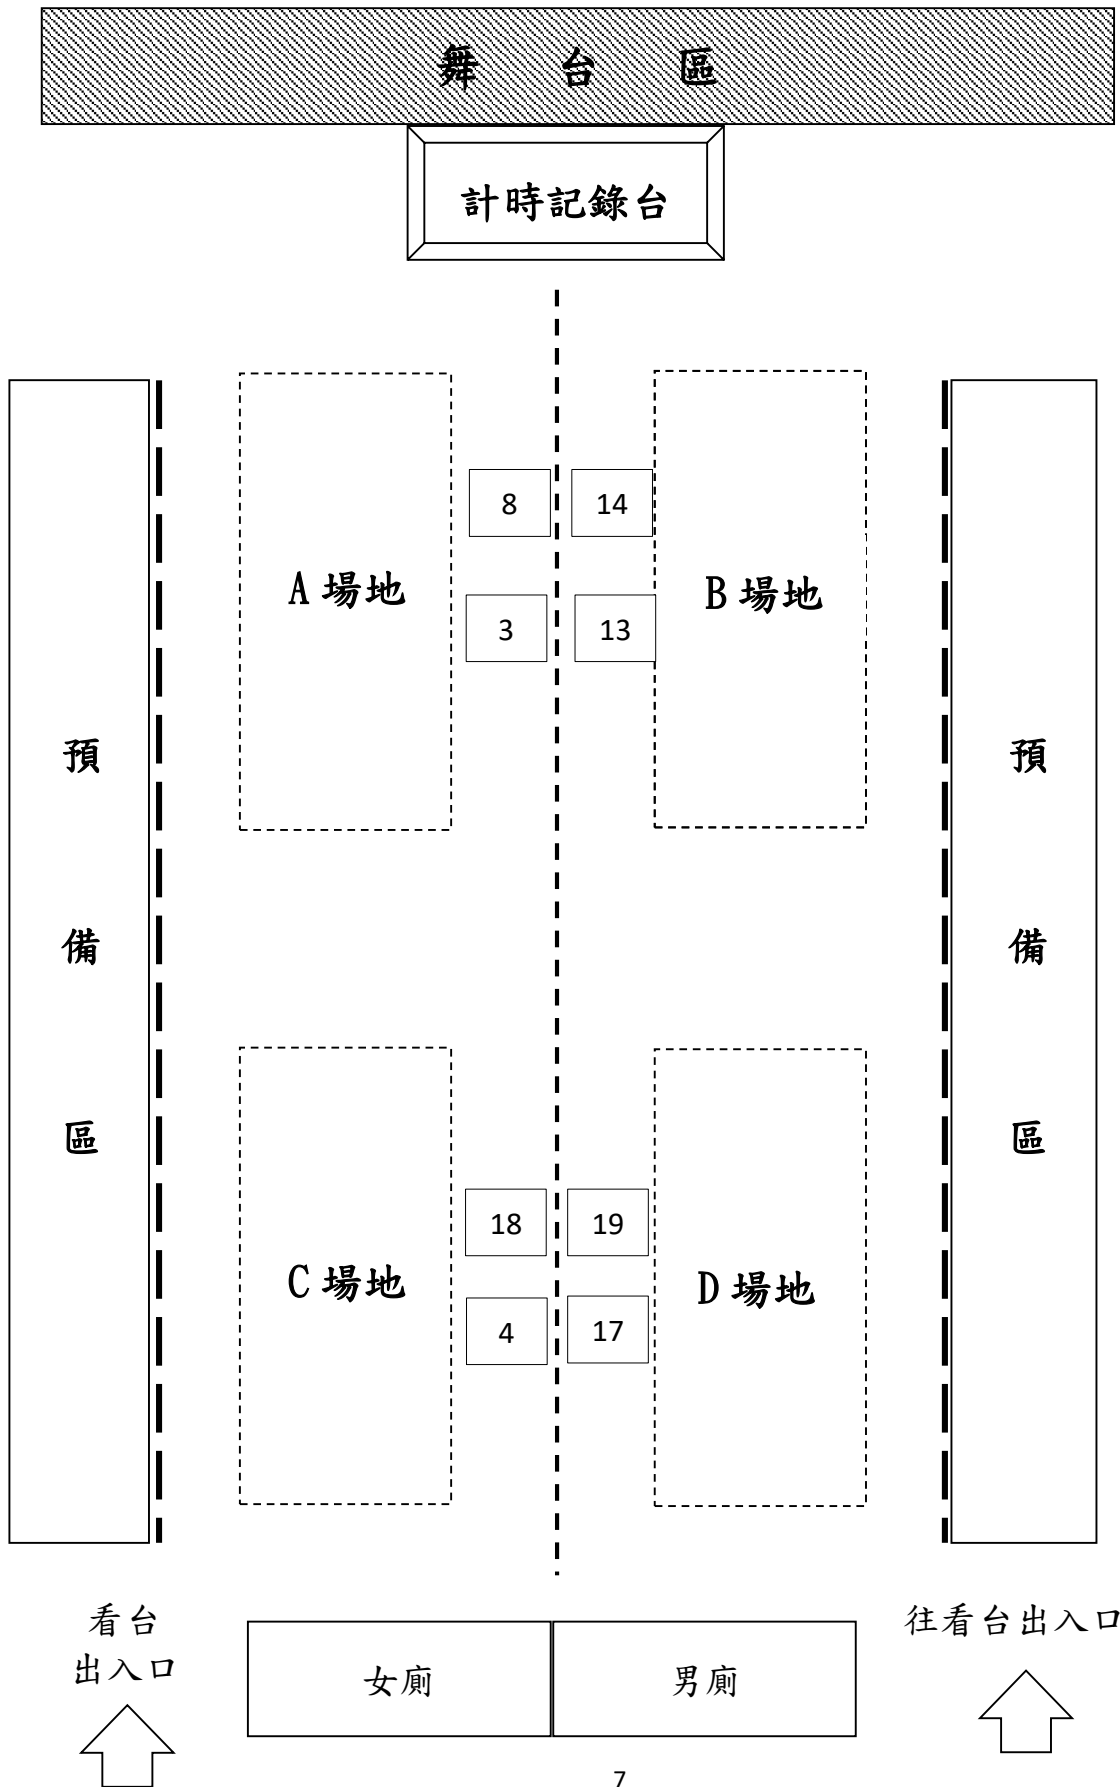 舞 台 區
計時記錄台
8 14
A 場地 B 場地
3 13
預 預
備 備
區 區
18 19
C 場地 D 場地
4 17
看台
出入口
往看台出入口
女廁 男廁
7